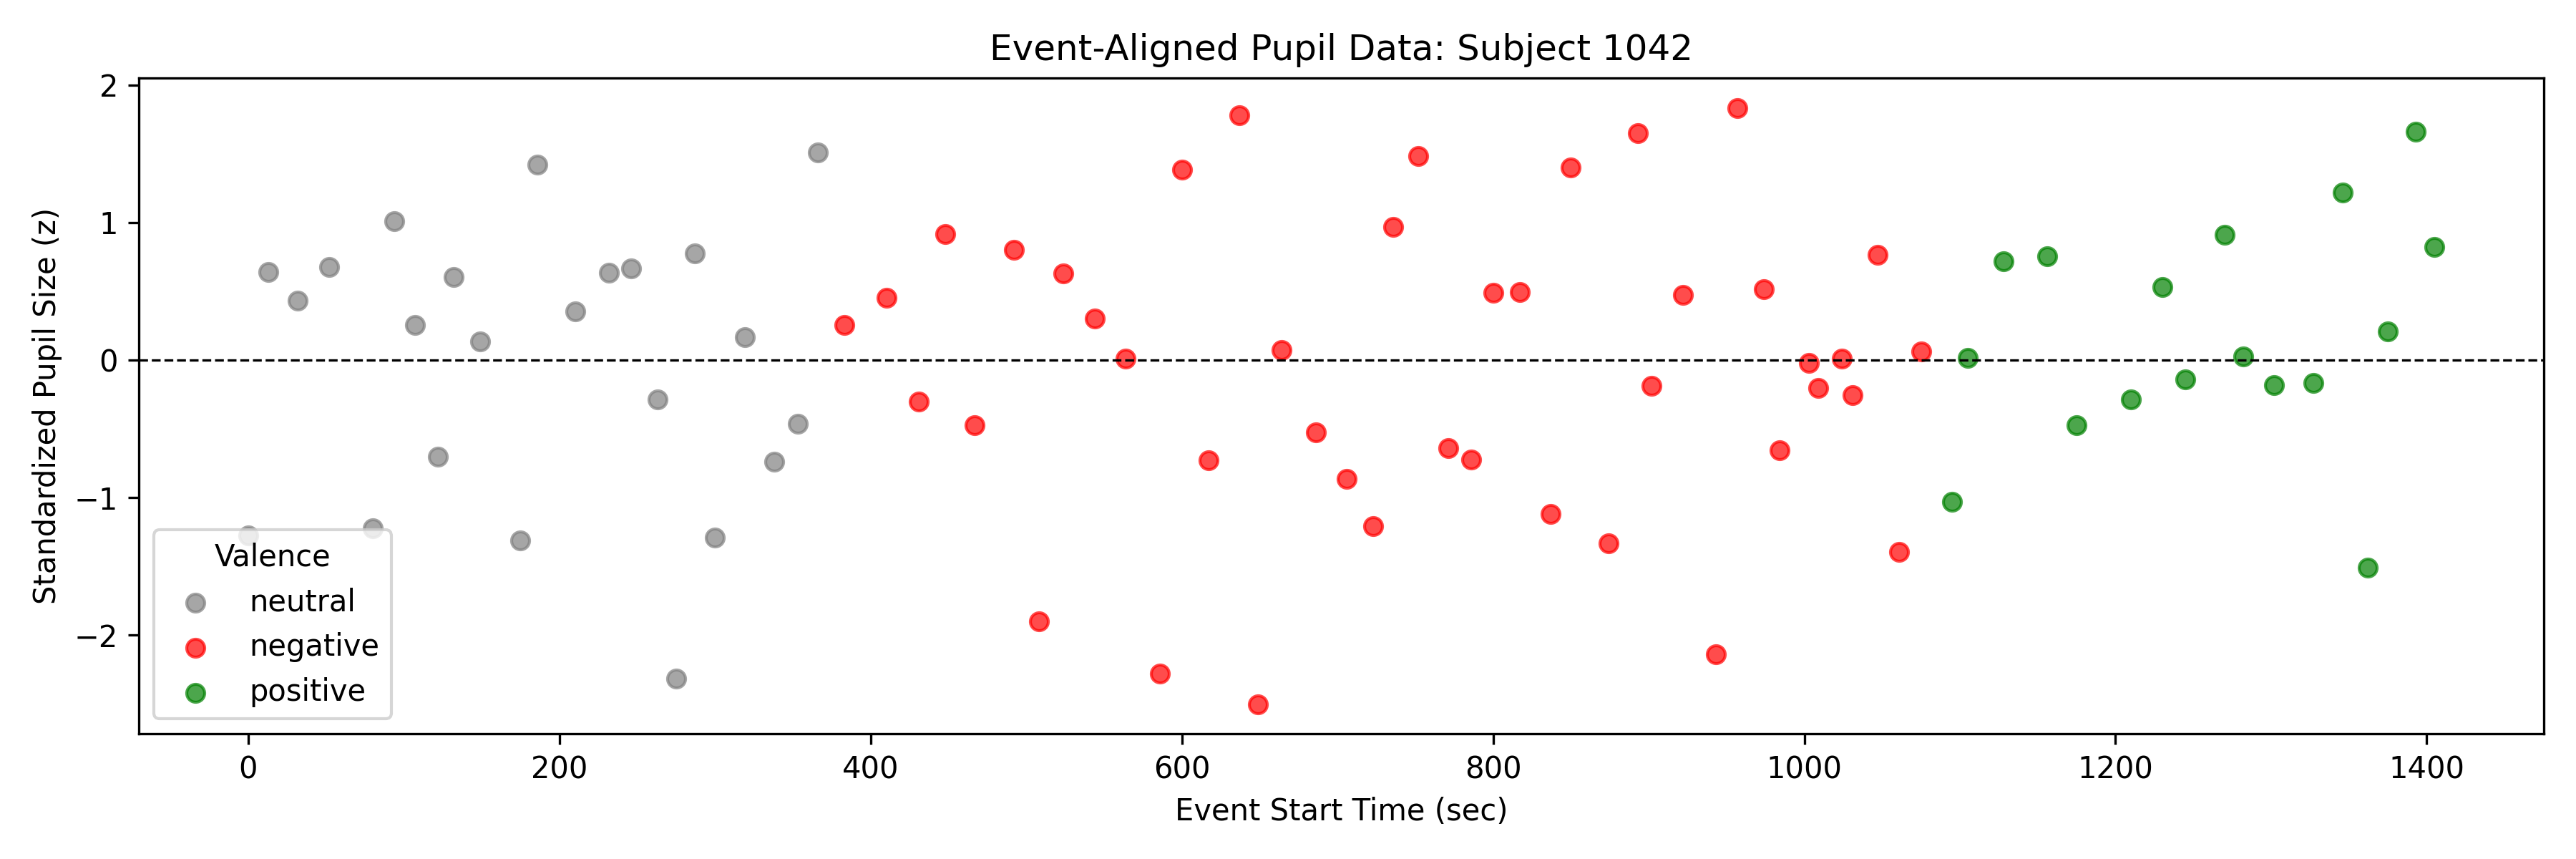 Event-Aligned Pupil Data: Subject 1042
Standardized Pupil Size (z)
2
1
0
−1
−2
Valence
neutral
negative
positive
0 200 400 600 800 1000 1200 1400
Event Start Time (sec)